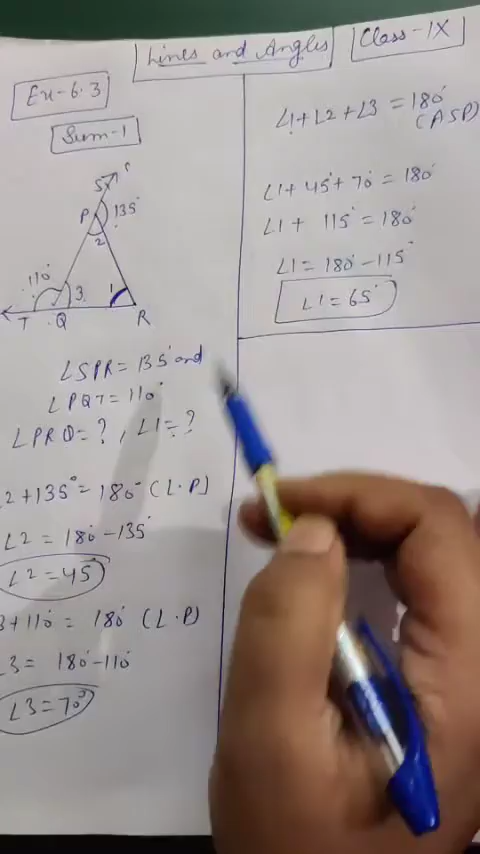 Lines and Angles
Class-IX
Ex-6.3
Sum-1
S
P 135°
2
110°
3 1
T Q R
∠SPR = 135° and
∠PQT = 110°
∠PRQ = ? , ∠1 = ?
∠2 + 135° = 180° (L.P)
∠2 = 180° - 135°
∠2 = 45°
3 + 110° = 180° (L.P)
∠3 = 180° - 110°
∠3 = 70°
∠1 + ∠2 + ∠3 = 180°
(ASP)
∠1 + 45° + 70° = 180°
∠1 + 115° = 180°
∠1 = 180° - 115°
∠1 = 65°